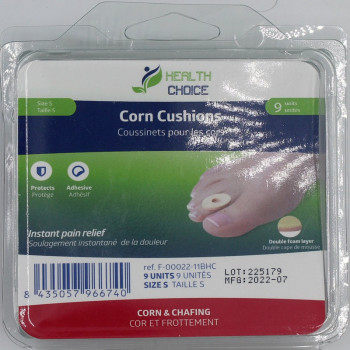 HEALTH
CHOICE
Size S
Taille S
Corn Cushions
Coussinets pour les cors
9 units
unités
Protects
Protège
Adhesive
Adhésif
Instant pain relief
Soulagement instantané de la douleur
Double foam layer
Double cape de mousse
ref. F-00022-11BHC
9 UNITS 9 UNITÉS
SIZE S TAILLE S
LOT:225179
MFG:2022-07
8 435057 966740
CORN & CHAFING
COR ET FROTTEMENT